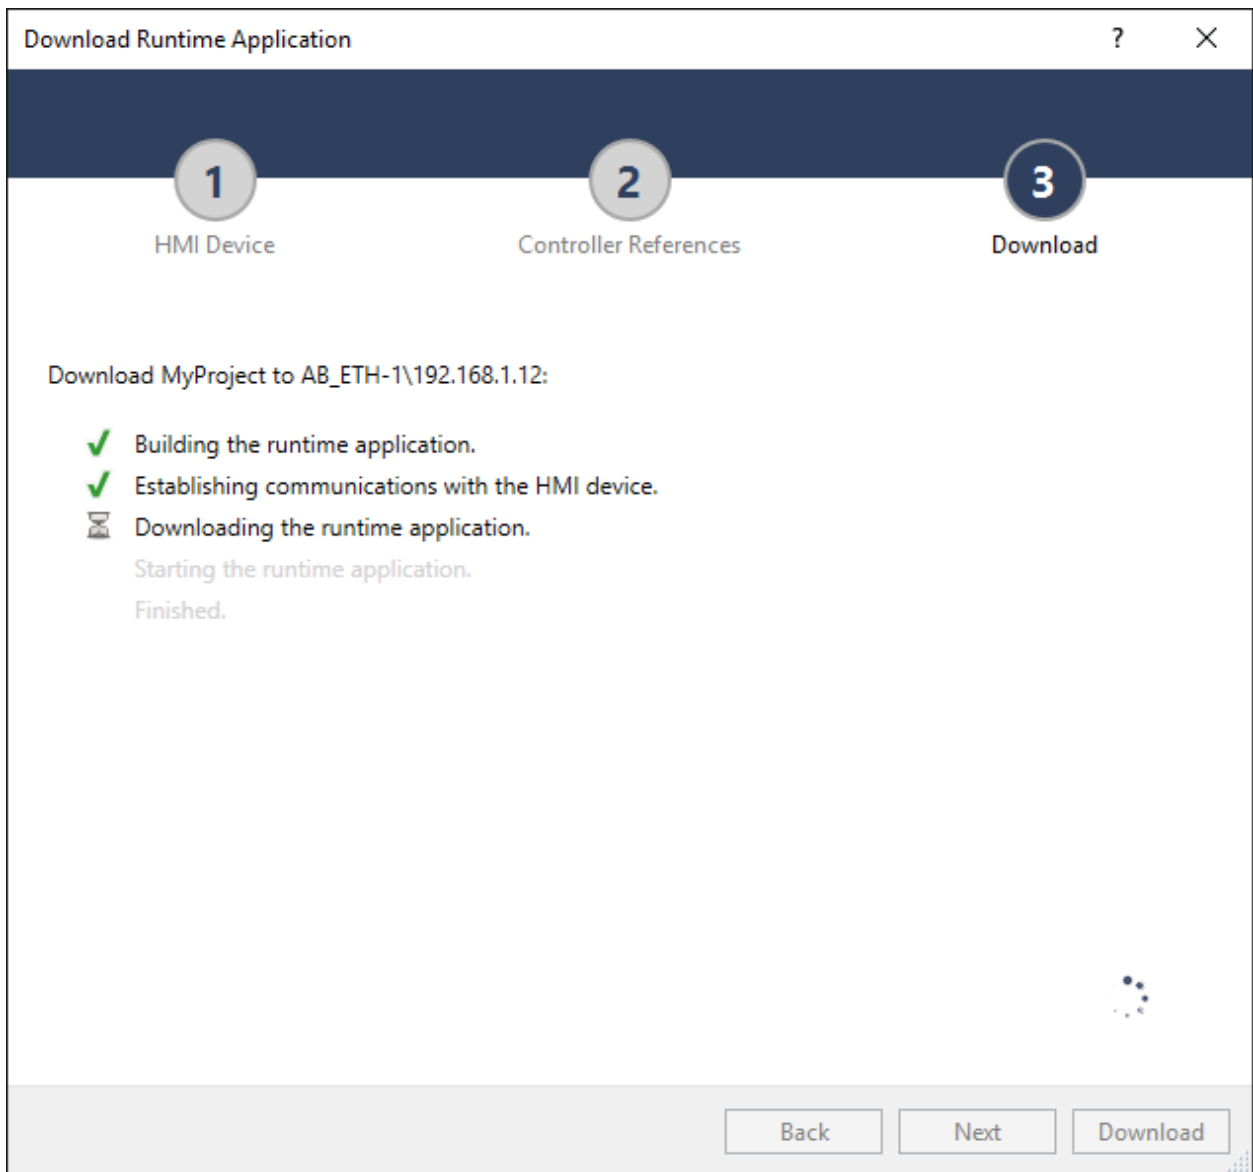 Download Runtime Application
?
1
2
3
HMI Device
Controller References
Download
Download MyProject to AB_ETH-1\192.168.1.12:
Building the runtime application.
Establishing communications with the HMI device.
Downloading the runtime application.
Starting the runtime application.
Finished.
Back
Next
Download